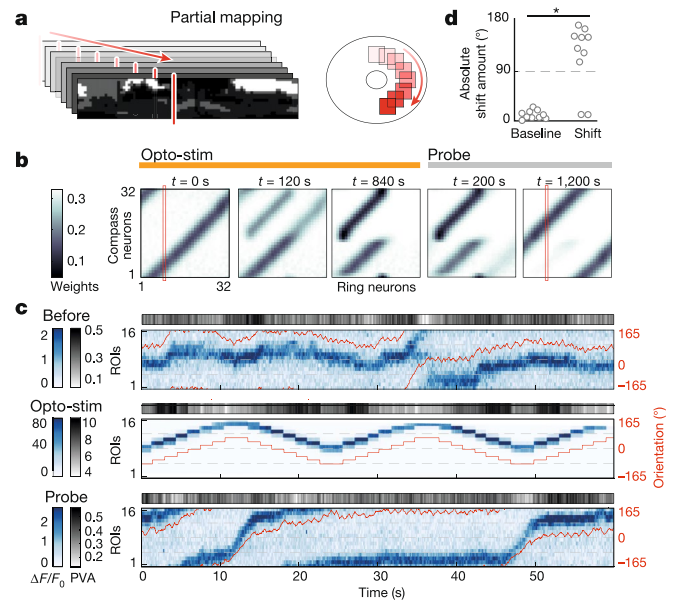 a
Partial mapping
d
180
90
0
Absolute
shift amount (°)
*
Baseline
Shift
b
Opto-stim
Probe
t = 0 s
t = 120 s
t = 840 s
t = 200 s
t = 1,200 s
0.3
0.2
0.1
Weights
Compass
neurons
32
1
1
32
Ring neurons
c
Before
2
1
0
0.5
0.3
0.1
ROIs
16
1
165
0
-165
Opto-stim
80
40
0
10
8
6
4
ROIs
16
1
165
0
-165
Orientation (°)
Probe
2
1
0
0.5
0.4
0.3
0.2
ROIs
16
1
165
0
-165
ΔF/F0
PVA
0
10
20
30
40
50
Time (s)